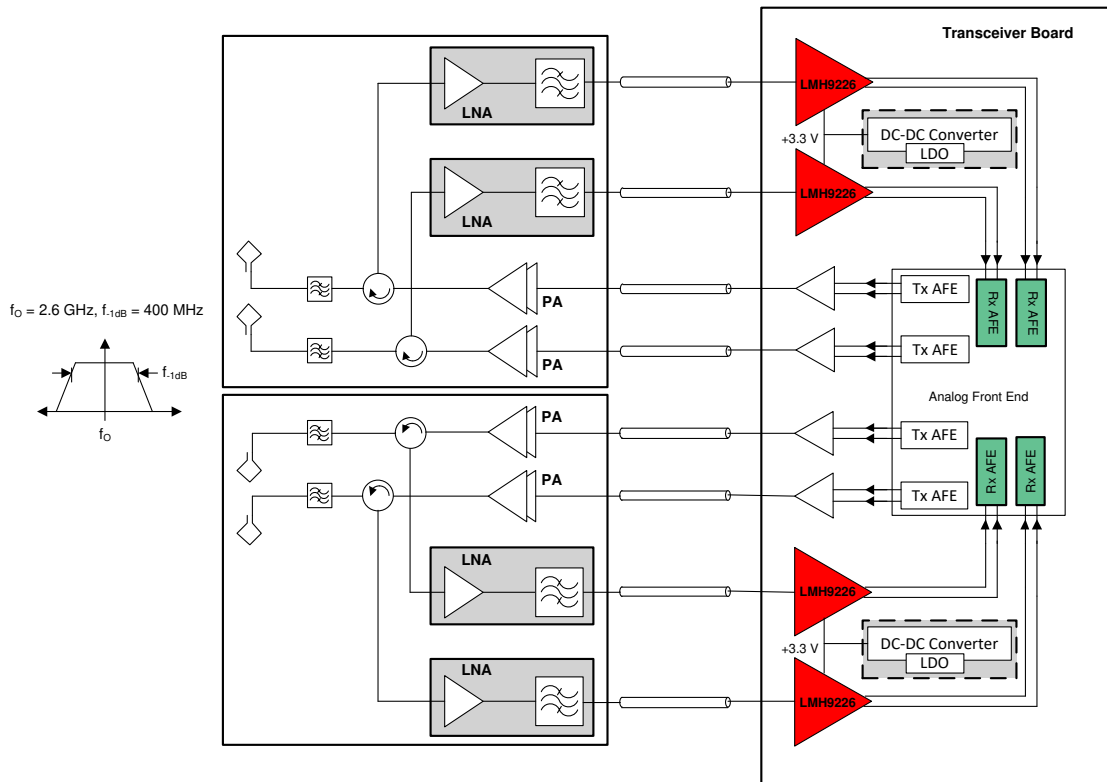 Transceiver Board
LNA
LMH9226
+3.3 V
DC-DC Converter
LDO
LNA
LMH9226
PA
Tx AFE
Rx AFE
Rx AFE
PA
Tx AFE
fO = 2.6 GHz, f-1dB = 400 MHz
f-1dB
fO
Analog Front End
PA
Tx AFE
Rx AFE
Rx AFE
PA
Tx AFE
LNA
LMH9226
+3.3 V
DC-DC Converter
LDO
LNA
LMH9226